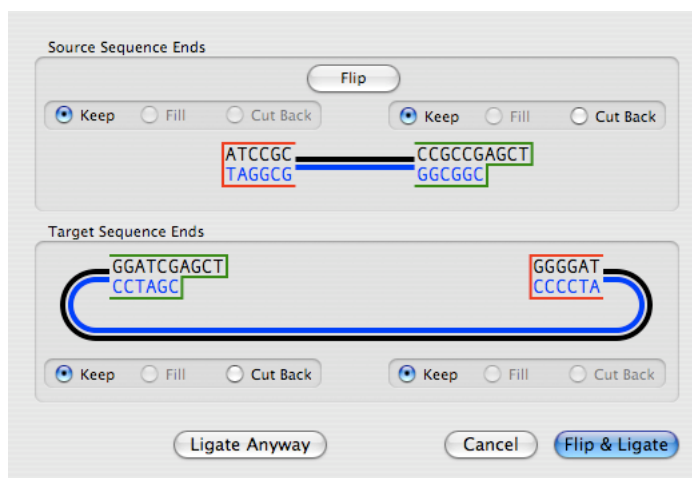 Source Sequence Ends
Flip
Keep Fill Cut Back Keep Fill Cut Back
ATCCGC CCGCCGAGCT
TAGGCG GGCGGC
Target Sequence Ends
GGATCGAGCT GGGGAT
CCTAGC CCCCTA
Keep Fill Cut Back Keep Fill Cut Back
Ligate Anyway Cancel Flip & Ligate